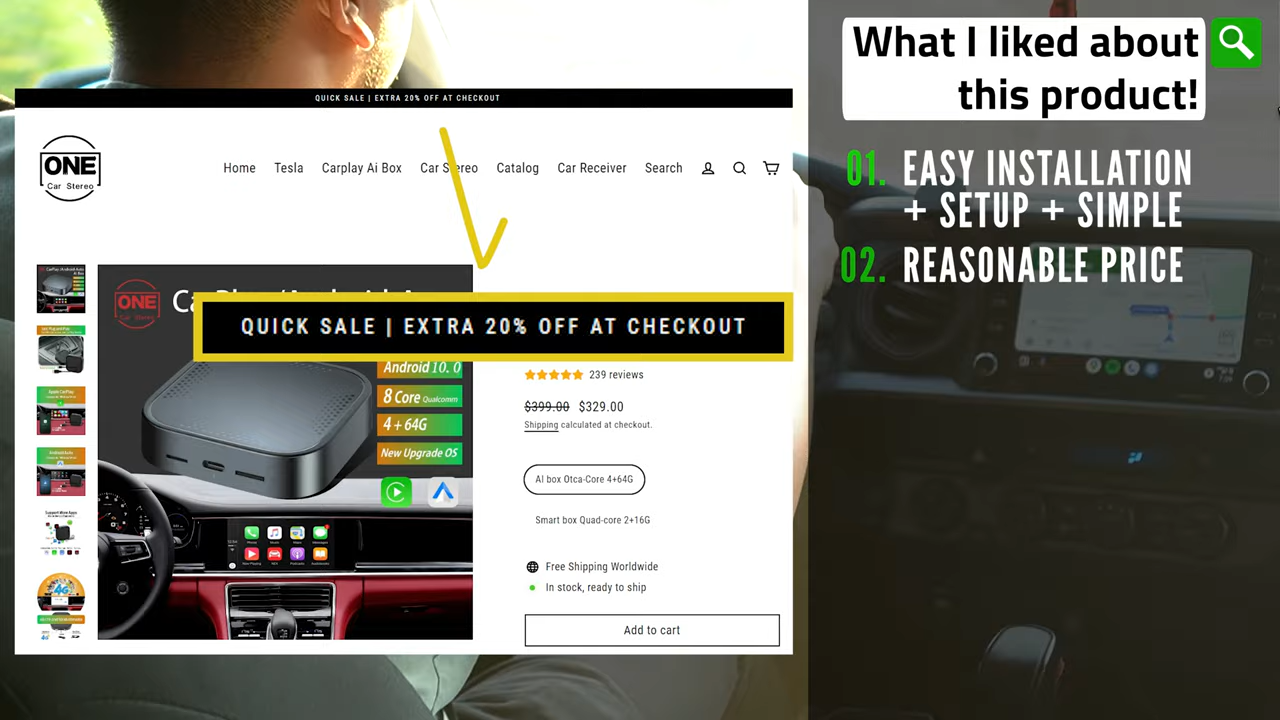 What I liked about
this product!
01. EASY INSTALLATION
+ SETUP + SIMPLE
02. REASONABLE PRICE
QUICK SALE | EXTRA 20% OFF AT CHECKOUT
ONE
Car Stereo
Home Tesla Carplay Ai Box Car Stereo Catalog Car Receiver Search
ONE
Car Stereo
QUICK SALE | EXTRA 20% OFF AT CHECKOUT
Android 10.0
8 Core Qualcomm
4 + 64G
New Upgrade OS
239 reviews
$399.00 $329.00
Shipping calculated at checkout.
AI box Otca-Core 4+64G
Smart box Quad-core 2+16G
Free Shipping Worldwide
In stock, ready to ship
Add to cart